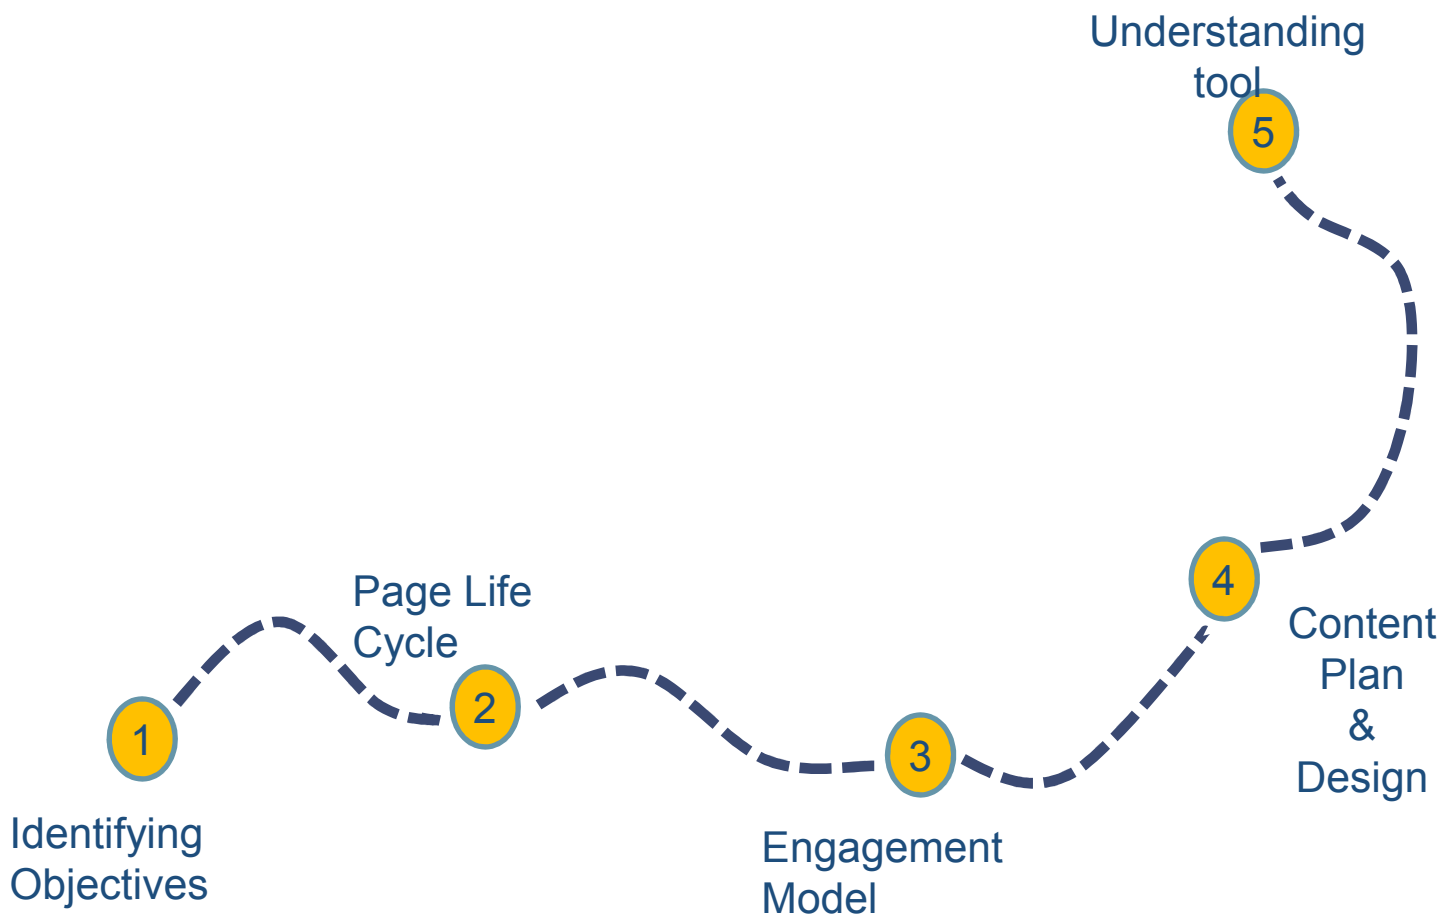 1
Identifying
Objectives
Page Life
Cycle
2
3
Engagement
Model
4
Content
Plan
&
Design
Understanding
tool
5